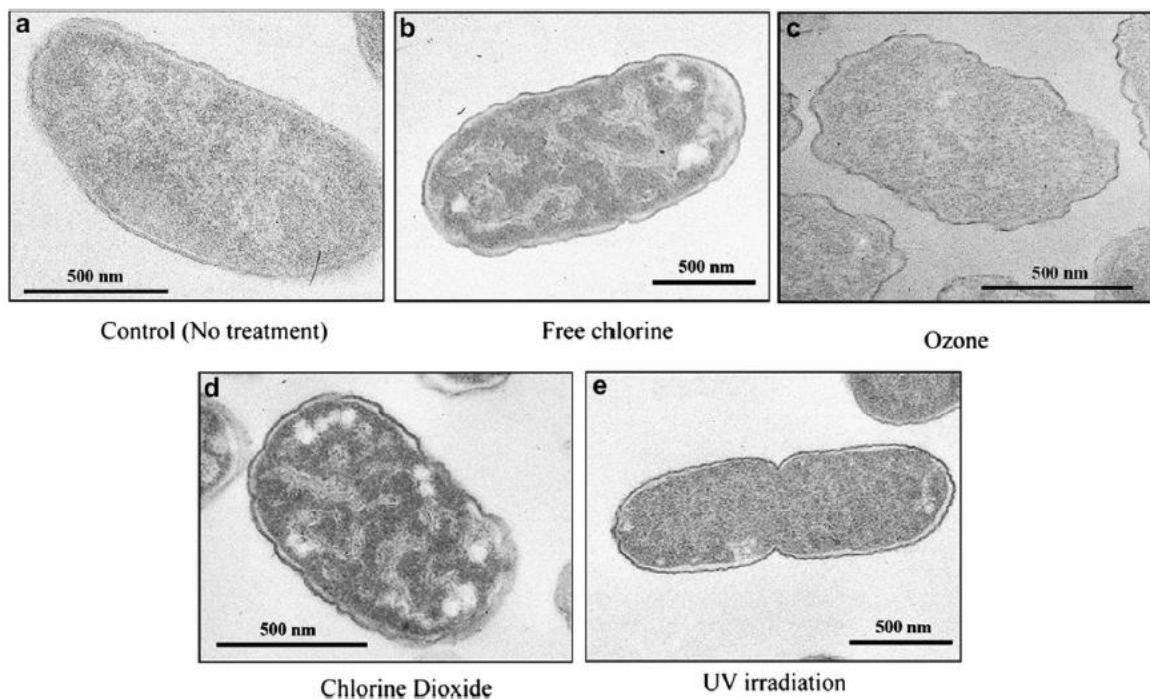 a
500 nm
Control (No treatment)
b
500 nm
Free chlorine
c
500 nm
Ozone
d
500 nm
Chlorine Dioxide
e
500 nm
UV irradiation